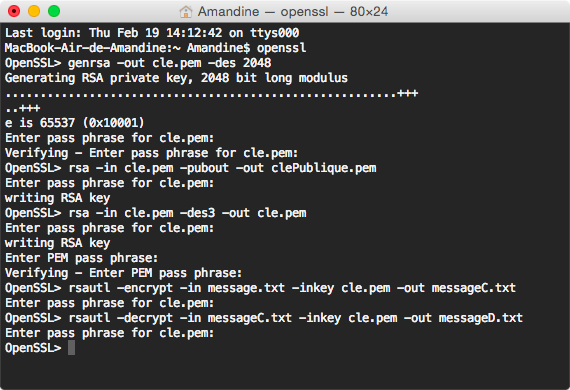 Amandine — openssl — 80×24
Last login: Thu Feb 19 14:12:42 on ttys000
MacBook-Air-de-Amandine:~ Amandine$ openssl
OpenSSL> genrsa -out cle.pem -des 2048
Generating RSA private key, 2048 bit long modulus
........................................................+++
..+++
e is 65537 (0x10001)
Enter pass phrase for cle.pem:
Verifying - Enter pass phrase for cle.pem:
OpenSSL> rsa -in cle.pem -pubout -out clePublique.pem
Enter pass phrase for cle.pem:
writing RSA key
OpenSSL> rsa -in cle.pem -des3 -out cle.pem
Enter pass phrase for cle.pem:
writing RSA key
Enter PEM pass phrase:
Verifying - Enter PEM pass phrase:
OpenSSL> rsautl -encrypt -in message.txt -inkey cle.pem -out messageC.txt
Enter pass phrase for cle.pem:
OpenSSL> rsautl -decrypt -in messageC.txt -inkey cle.pem -out messageD.txt
Enter pass phrase for cle.pem:
OpenSSL>